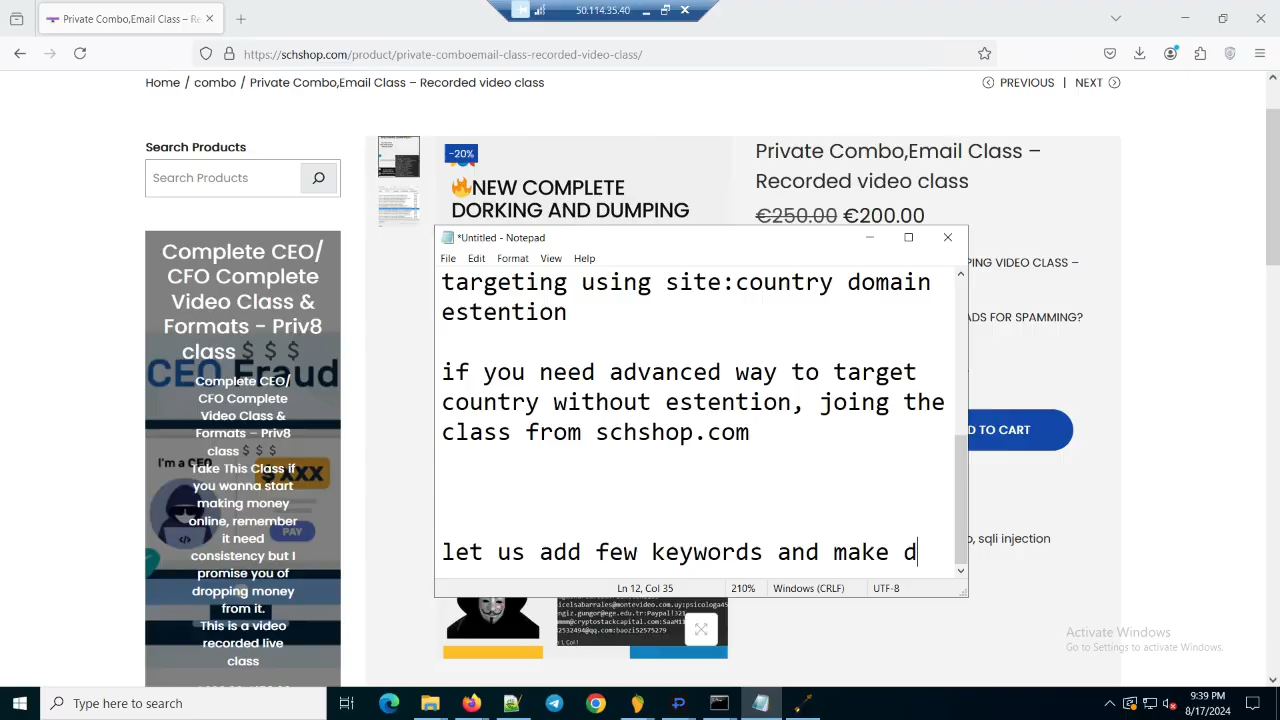 Private Combo,Email Class – Re
50.114.35.40
https://schshop.com/product/private-comboemail-class-recorded-video-class/
Home / combo / Private Combo,Email Class – Recorded video class
PREVIOUS | NEXT
Search Products
Search Products
Complete CEO/
CFO Complete
Video Class &
Formats - Priv8
class $ $ $
CEO Fraud
Complete CEO/
CFO Complete
Video Class &
Formats – Priv8
class $ $ $
I'm a CEO
$ XXX
Take This Class if
you wanna start
making money
online, remember
it need
consistency but I
promise you of
dropping money
from it.
This is a video
recorded live
class
PAY
-20%
🔥NEW COMPLETE
DORKING AND DUMPING
Private Combo,Email Class –
Recorded video class
€250.00 €200.00
PING VIDEO CLASS –
ADS FOR SPAMMING?
D TO CART
o, sqli injection
*Untitled - Notepad
File Edit Format View Help
targeting using site:country domain
estention
if you need advanced way to target
country without estention, joing the
class from schshop.com
let us add few keywords and make d
Ln 12, Col 35 210% Windows (CRLF) UTF-8
Activate Windows
Go to Settings to activate Windows.
Type here to search
9:39 PM
8/17/2024